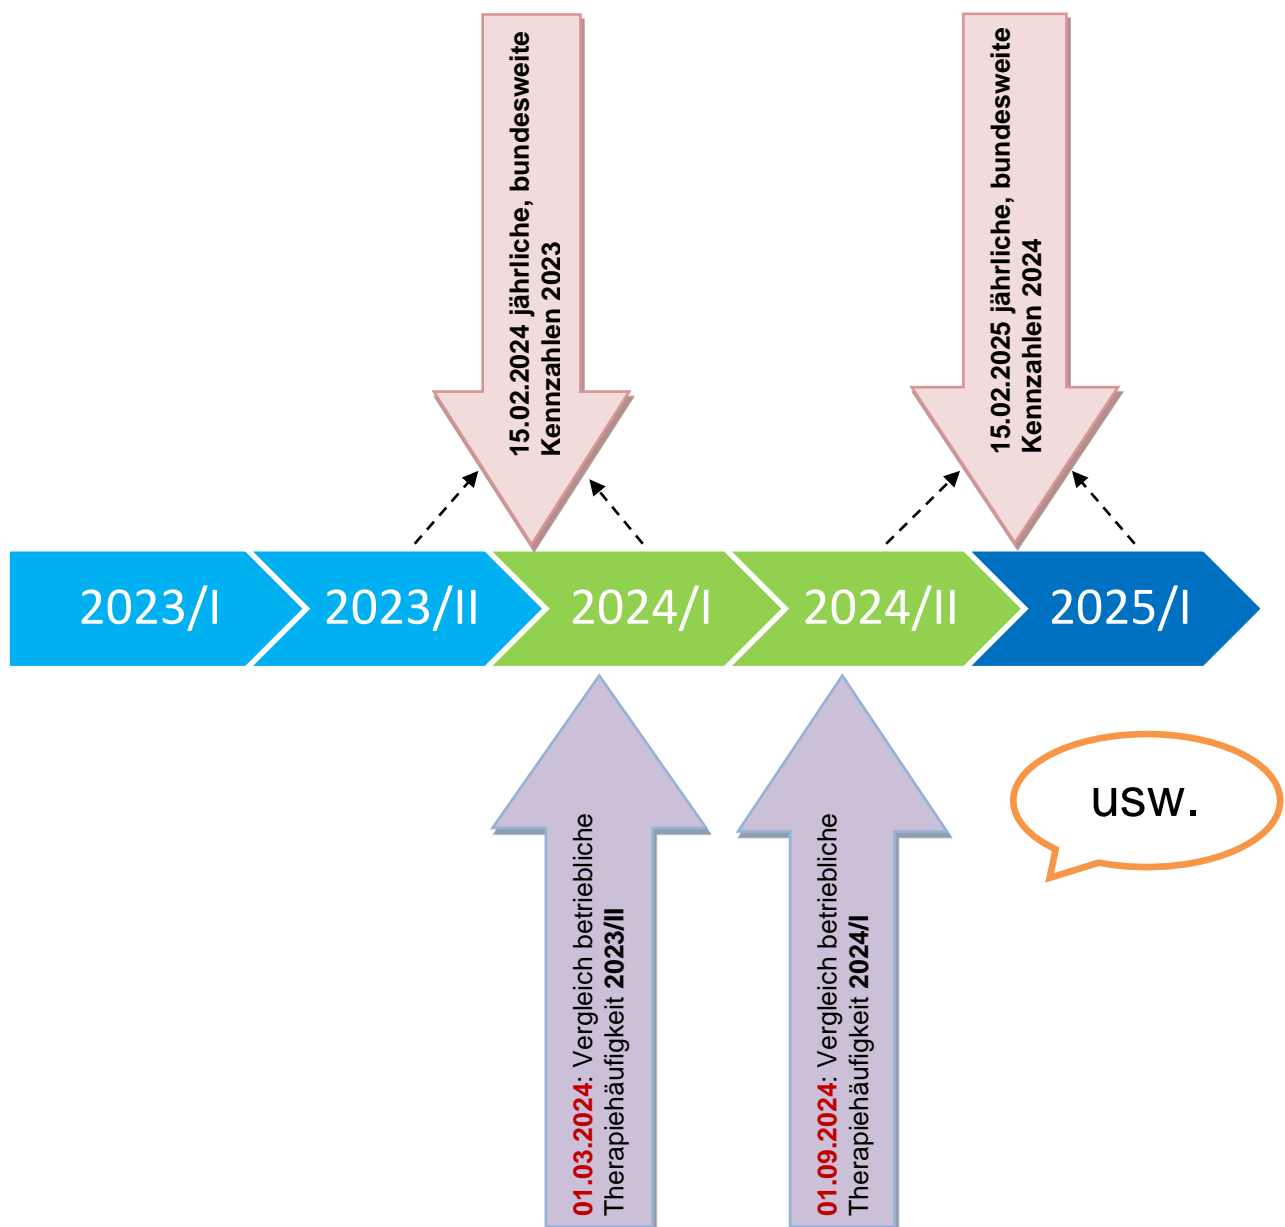 15.02.2024 jährliche, bundesweite
Kennzahlen 2023
15.02.2025 jährliche, bundesweite
Kennzahlen 2024
2023/I
2023/II
2024/I
2024/II
2025/I
01.03.2024: Vergleich betriebliche
Therapiehäufigkeit 2023/II
01.09.2024: Vergleich betriebliche
Therapiehäufigkeit 2024/I
usw.